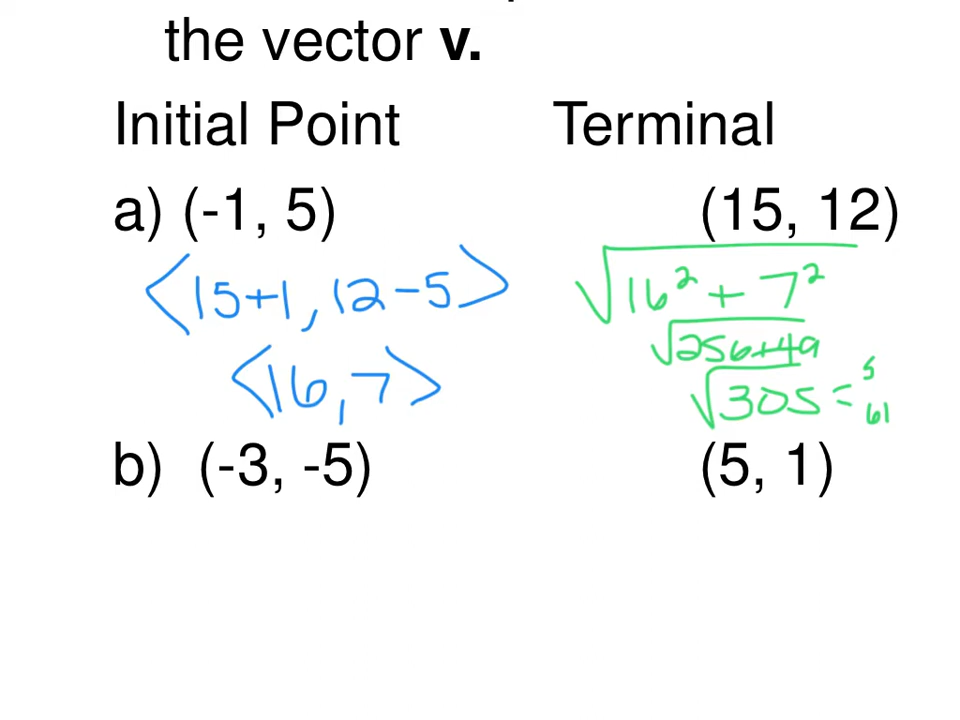 the vector v.
Initial Point Terminal
a) (-1, 5) (15, 12)
<15+1, 12-5> √16² + 7²
√256+49
<16, 7> √305 = 5
61
b) (-3, -5) (5, 1)